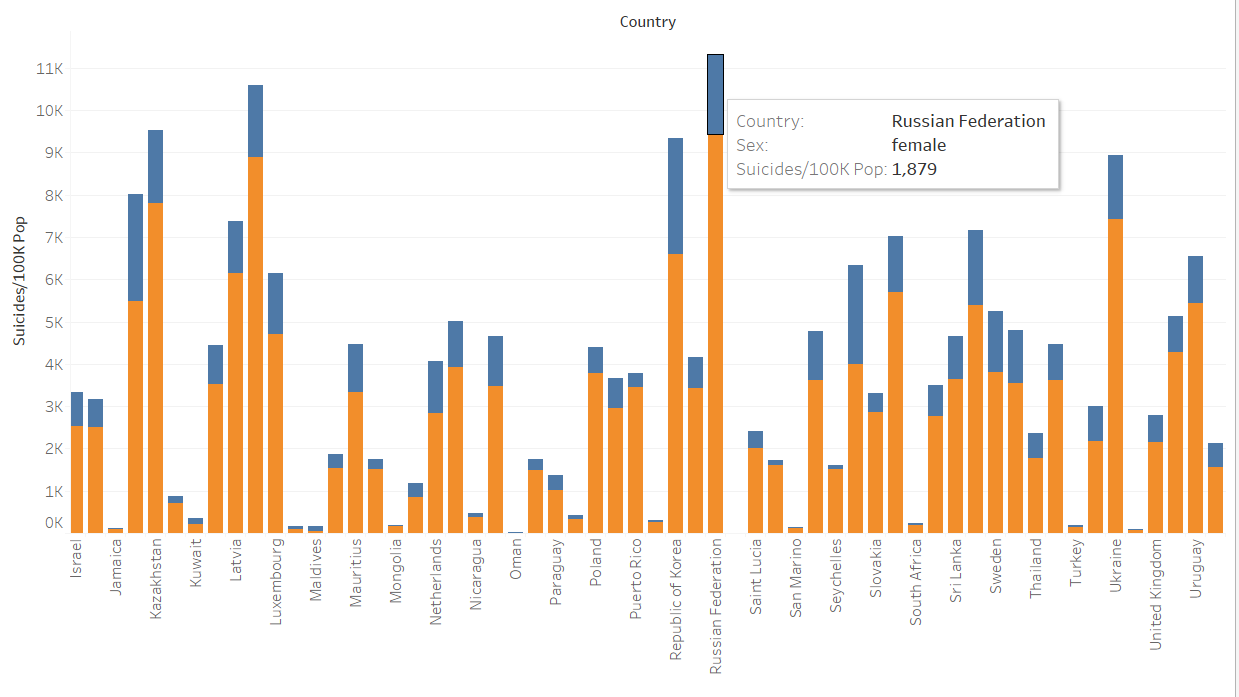 Country
11K
10K
9K
8K
7K
6K
5K
4K
3K
2K
1K
0K
Suicides/100K Pop
Country: Russian Federation
Sex: female
Suicides/100K Pop: 1,879
Israel
Jamaica
Kazakhstan
Kuwait
Latvia
Luxembourg
Maldives
Mauritius
Mongolia
Netherlands
Nicaragua
Oman
Paraguay
Poland
Puerto Rico
Republic of Korea
Russian Federation
Saint Lucia
San Marino
Seychelles
Slovakia
South Africa
Sri Lanka
Sweden
Thailand
Turkey
Ukraine
United Kingdom
Uruguay